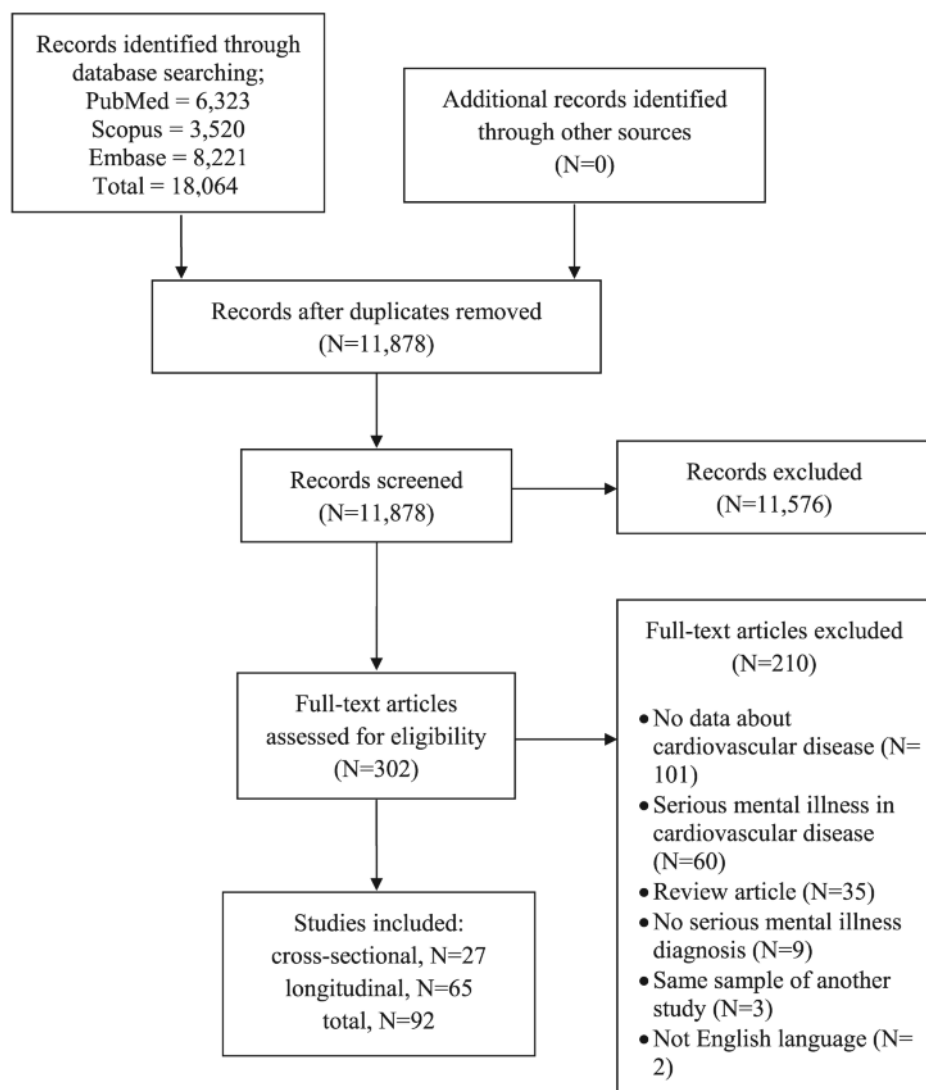 Records identified through
database searching;
PubMed = 6,323
Scopus = 3,520
Embase = 8,221
Total = 18,064
Additional records identified
through other sources
(N=0)
Records after duplicates removed
(N=11,878)
Records screened
(N=11,878)
Records excluded
(N=11,576)
Full-text articles
assessed for eligibility
(N=302)
Full-text articles excluded
(N=210)
• No data about
cardiovascular disease (N=
101)
• Serious mental illness in
cardiovascular disease
(N=60)
• Review article (N=35)
• No serious mental illness
diagnosis (N=9)
• Same sample of another
study (N=3)
• Not English language (N=
2)
Studies included:
cross-sectional, N=27
longitudinal, N=65
total, N=92